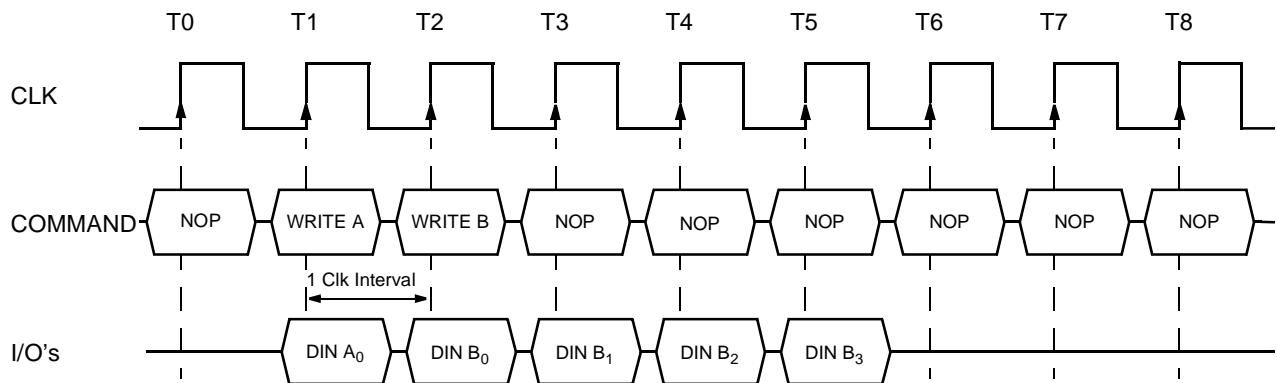 T0 T1 T2 T3 T4 T5 T6 T7 T8
CLK
COMMAND NOP WRITE A WRITE B NOP NOP NOP NOP NOP NOP
1 Clk Interval
I/O's DIN A0 DIN B0 DIN B1 DIN B2 DIN B3